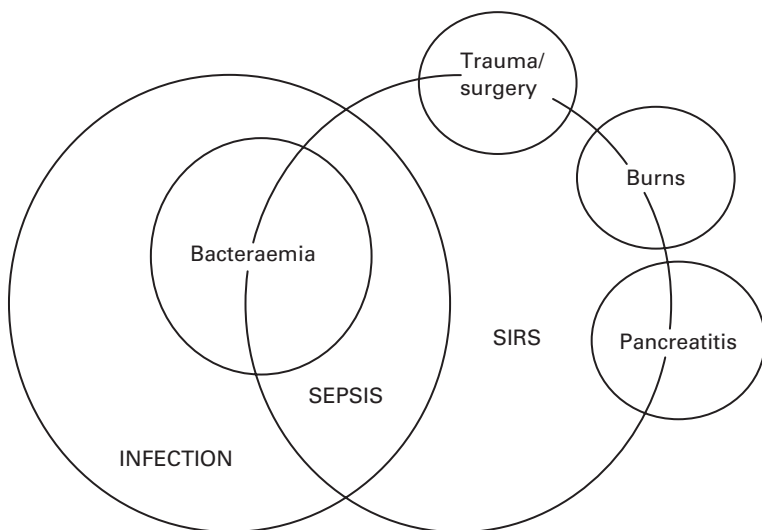 Trauma/
surgery
Burns
Bacteraemia
SIRS
Pancreatitis
SEPSIS
INFECTION